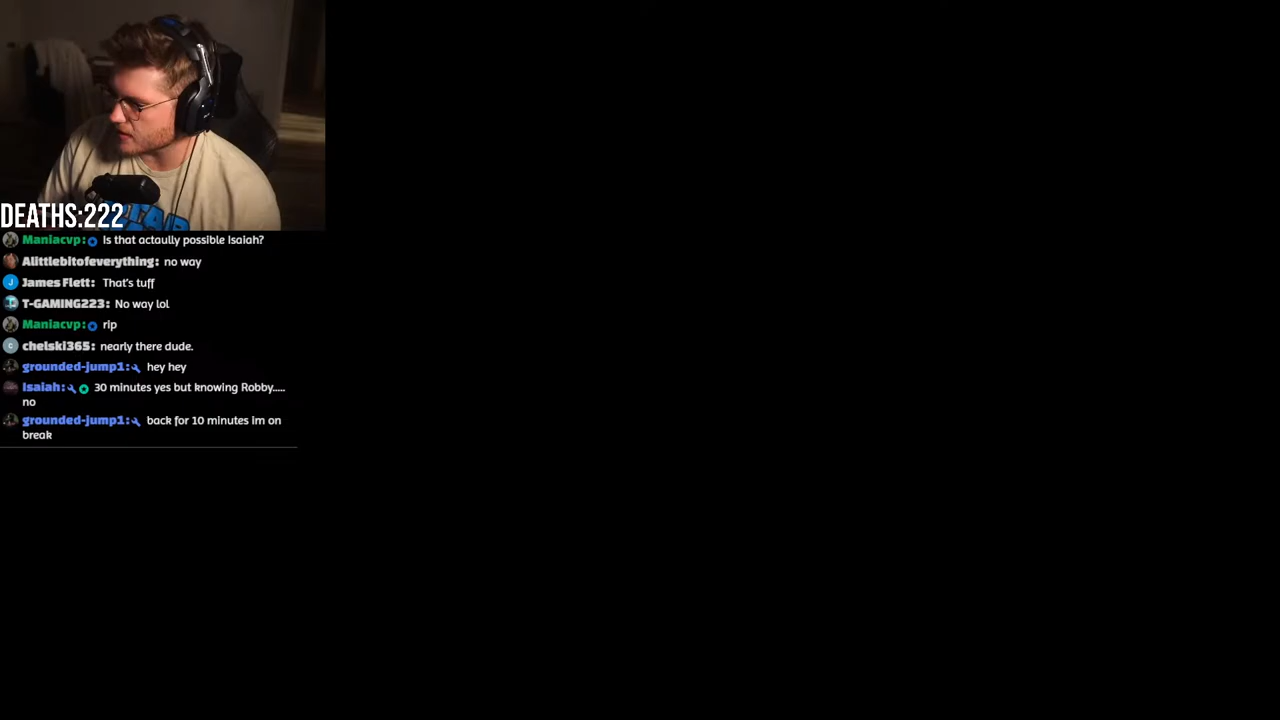 DEATHS:222
Maniacvp: Is that actaully possible Isaiah?
Alittlebitofeverything: no way
James Flett: That's tuff
T-GAMING223: No way lol
Maniacvp: rip
chelski365: nearly there dude.
grounded-jump1: hey hey
Isaiah: 30 minutes yes but knowing Robby.....
no
grounded-jump1: back for 10 minutes im on
break